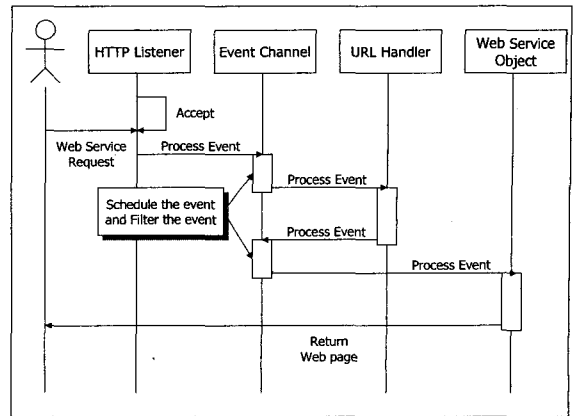 HTTP Listener
Event Channel
URL Handler
Web Service
Object
Accept
Web Service
Request
Process Event
Process Event
Schedule the event
and Filter the event
Process Event
Process Event
Return
Web page